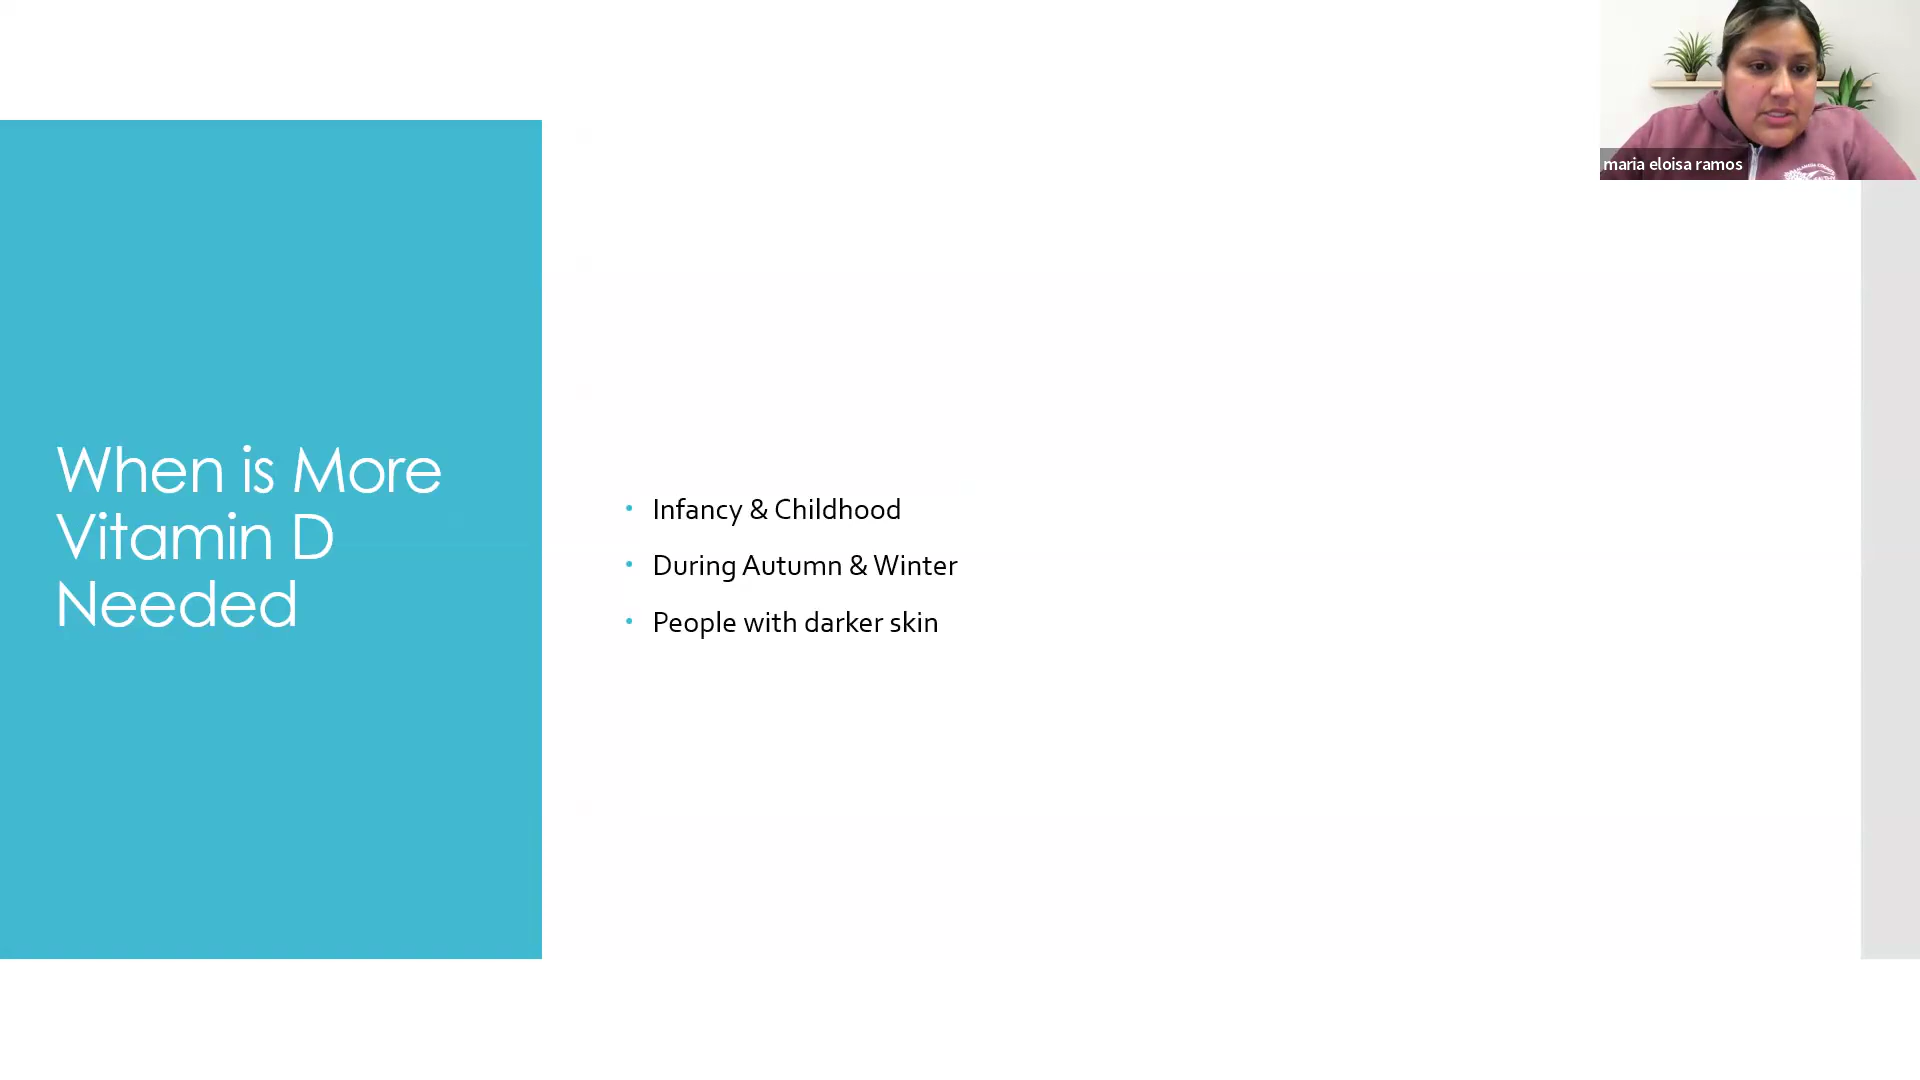 maria eloisa ramos
When is More
Vitamin D
Needed
• Infancy & Childhood
• During Autumn & Winter
• People with darker skin